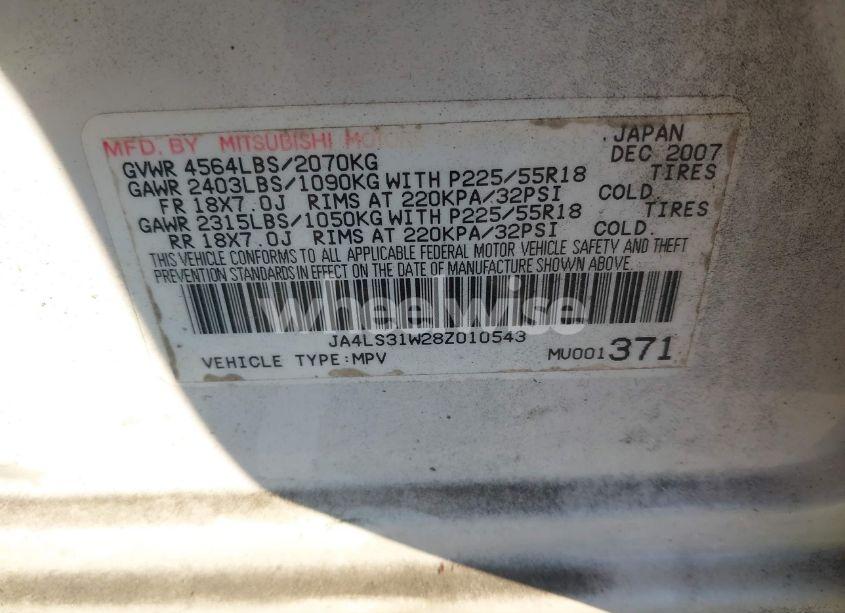 MFD. BY MITSUBISHI MOTORS JAPAN
GVWR 4564LBS/2070KG DEC 2007
GAWR 2403LBS/1090KG WITH P225/55R18 TIRES
FR 18X7.0J RIMS AT 220KPA/32PSI COLD.
GAWR 2315LBS/1050KG WITH P225/55R18 TIRES
RR 18X7.0J RIMS AT 220KPA/32PSI COLD.
THIS VEHICLE CONFORMS TO ALL APPLICABLE FEDERAL MOTOR VEHICLE SAFETY AND THEFT
PREVENTION STANDARDS IN EFFECT ON THE DATE OF MANUFACTURE SHOWN ABOVE.
wheelwise
JA4LS31W28Z010543
VEHICLE TYPE:MPV MU001371